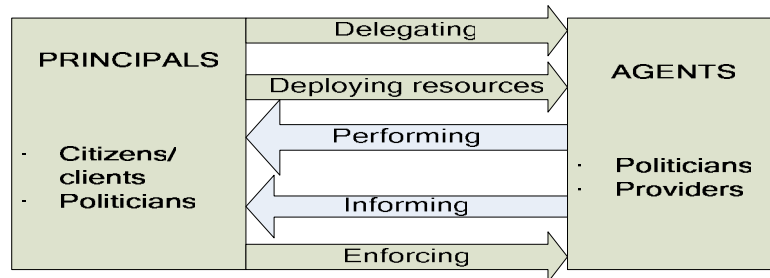 PRINCIPALS
· Citizens/
clients
· Politicians
Delegating
Deploying resources
Performing
Informing
Enforcing
AGENTS
· Politicians
· Providers